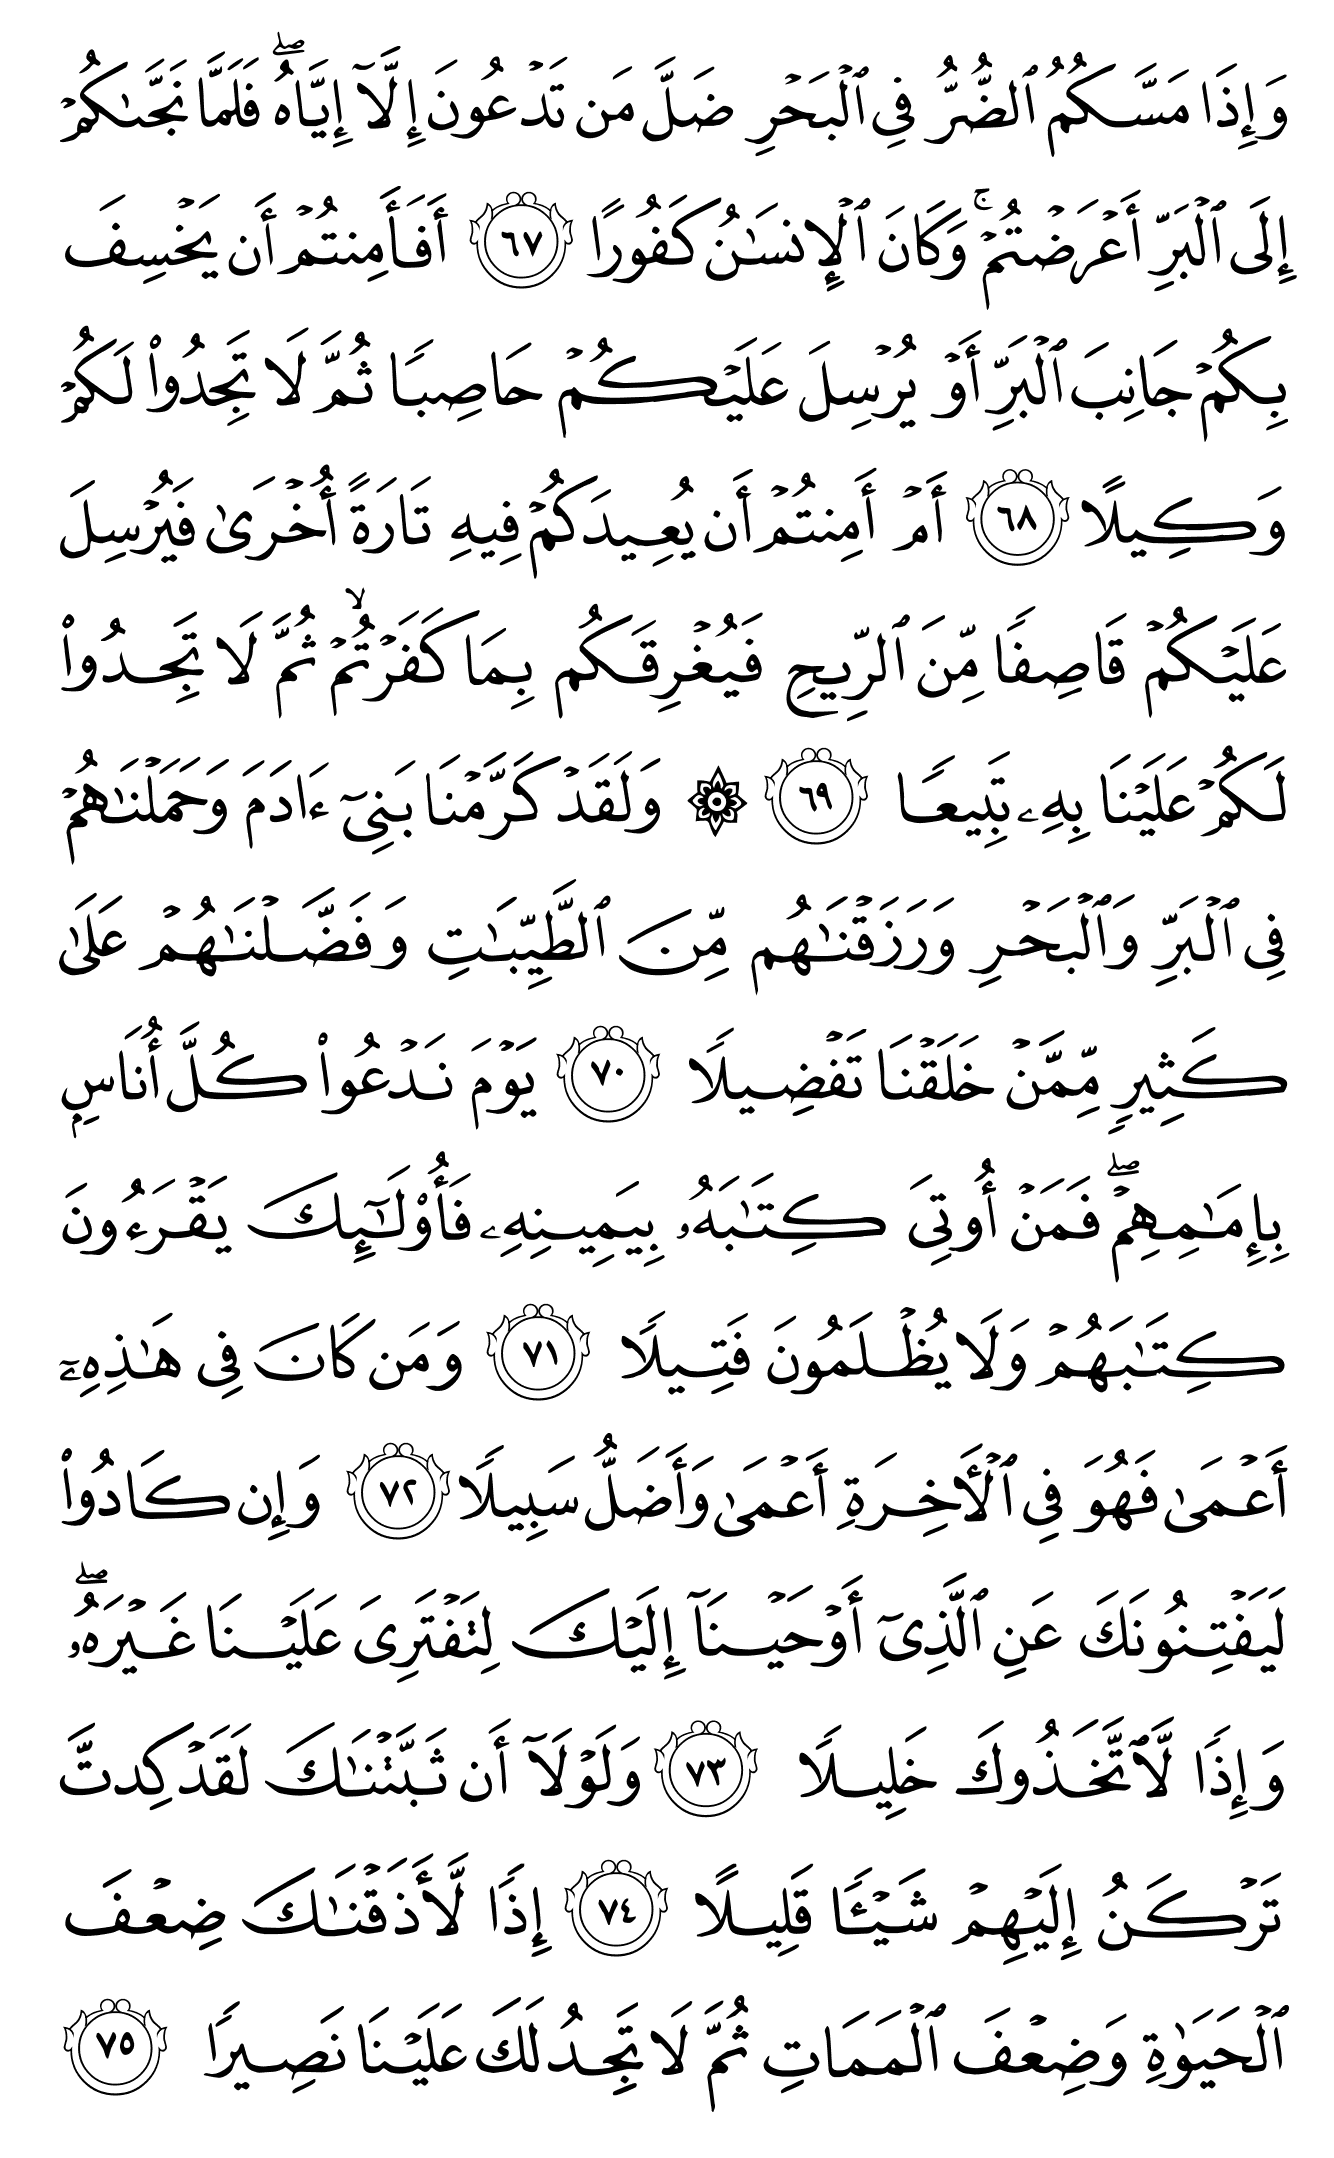 وَإِذَا مَسَّكُمُ ٱلضُّرُّ فِى ٱلْبَحْرِ ضَلَّ مَن تَدْعُونَ إِلَّآ إِيَّاهُ ۖ فَلَمَّا نَجَّىٰكُمْ
إِلَى ٱلْبَرِّ أَعْرَضْتُمْ ۚ وَكَانَ ٱلْإِنسَـٰنُ كَفُورًا ٦٧ أَفَأَمِنتُمْ أَن يَخْسِفَ
بِكُمْ جَانِبَ ٱلْبَرِّ أَوْ يُرْسِلَ عَلَيْكُمْ حَاصِبًا ثُمَّ لَا تَجِدُوا۟ لَكُمْ
وَكِيلًا ٦٨ أَمْ أَمِنتُمْ أَن يُعِيدَكُمْ فِيهِ تَارَةً أُخْرَىٰ فَيُرْسِلَ
عَلَيْكُمْ قَاصِفًا مِّنَ ٱلرِّيحِ فَيُغْرِقَكُم بِمَا كَفَرْتُمْ ۙ ثُمَّ لَا تَجِدُوا۟
لَكُمْ عَلَيْنَا بِهِۦ تَبِيعًا ٦٩ ۞ وَلَقَدْ كَرَّمْنَا بَنِىٓ ءَادَمَ وَحَمَلْنَـٰهُمْ
فِى ٱلْبَرِّ وَٱلْبَحْرِ وَرَزَقْنَـٰهُم مِّنَ ٱلطَّيِّبَـٰتِ وَفَضَّلْنَـٰهُمْ عَلَىٰ
كَثِيرٍ مِّمَّنْ خَلَقْنَا تَفْضِيلًا ٧٠ يَوْمَ نَدْعُوا۟ كُلَّ أُنَاسٍۭ
بِإِمَـٰمِهِمْ ۖ فَمَنْ أُوتِىَ كِتَـٰبَهُۥ بِيَمِينِهِۦ فَأُو۟لَـٰٓئِكَ يَقْرَءُونَ
كِتَـٰبَهُمْ وَلَا يُظْلَمُونَ فَتِيلًا ٧١ وَمَن كَانَ فِى هَـٰذِهِۦٓ
أَعْمَىٰ فَهُوَ فِى ٱلْـَٔاخِرَةِ أَعْمَىٰ وَأَضَلُّ سَبِيلًا ٧٢ وَإِن كَادُوا۟
لَيَفْتِنُونَكَ عَنِ ٱلَّذِىٓ أَوْحَيْنَآ إِلَيْكَ لِتَفْتَرِىَ عَلَيْنَا غَيْرَهُۥ ۖ
وَإِذًا لَّٱتَّخَذُوكَ خَلِيلًا ٧٣ وَلَوْلَآ أَن ثَبَّتْنَـٰكَ لَقَدْ كِدتَّ
تَرْكَنُ إِلَيْهِمْ شَيْـًٔا قَلِيلًا ٧٤ إِذًا لَّأَذَقْنَـٰكَ ضِعْفَ
ٱلْحَيَوٰةِ وَضِعْفَ ٱلْمَمَاتِ ثُمَّ لَا تَجِدُ لَكَ عَلَيْنَا نَصِيرًا ٧٥